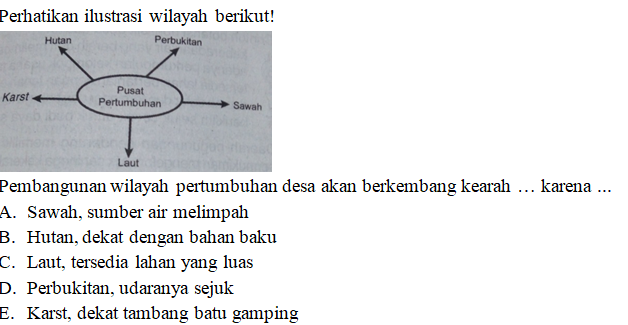 Perhatikan ilustrasi wilayah berikut!
Hutan
Perbukitan
Karst
Pusat
Pertumbuhan
Sawah
Laut
Pembangunan wilayah pertumbuhan desa akan berkembang kearah … karena ...
A. Sawah, sumber air melimpah
B. Hutan, dekat dengan bahan baku
C. Laut, tersedia lahan yang luas
D. Perbukitan, udaranya sejuk
E. Karst, dekat tambang batu gamping